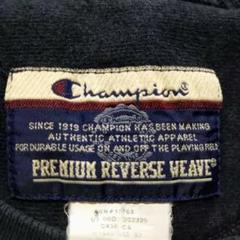 Champion®
SINCE 1919 CHAMPION HAS BEEN MAKING
AUTHENTIC ATHLETIC APPAREL
FOR DURABLE USAGE ON AND OFF THE PLAYING FIELD
PREMIUM REVERSE WEAVE®